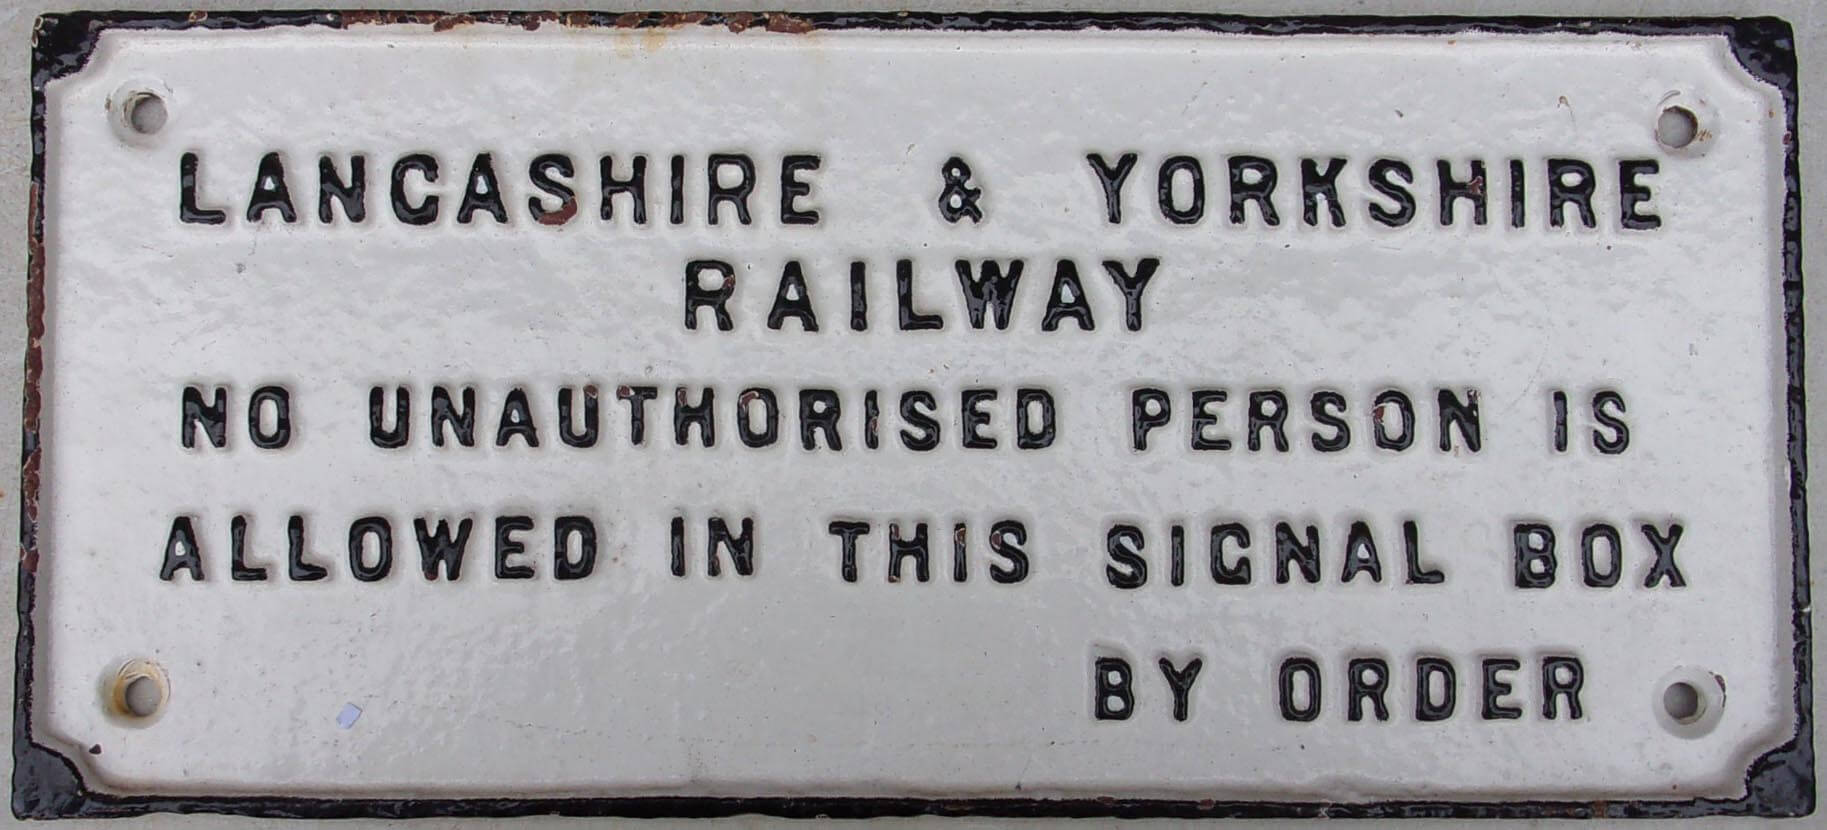 LANCASHIRE & YORKSHIRE
RAILWAY
NO UNAUTHORISED PERSON IS
ALLOWED IN THIS SIGNAL BOX
BY ORDER